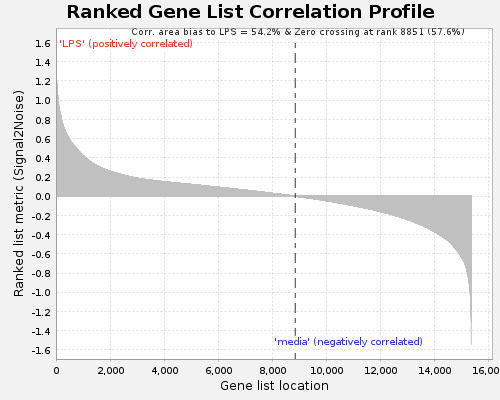 Ranked Gene List Correlation Profile
Corr. area bias to LPS = 54.2% & Zero crossing at rank 8851 (57.6%)
'LPS' (positively correlated)
1.6
1.4
1.2
1.0
0.8
0.6
0.4
0.2
0.0
-0.2
-0.4
-0.6
-0.8
-1.0
-1.2
-1.4
-1.6
Ranked list metric (Signal2Noise)
'media' (negatively correlated)
0 2,000 4,000 6,000 8,000 10,000 12,000 14,000 16,000
Gene list location